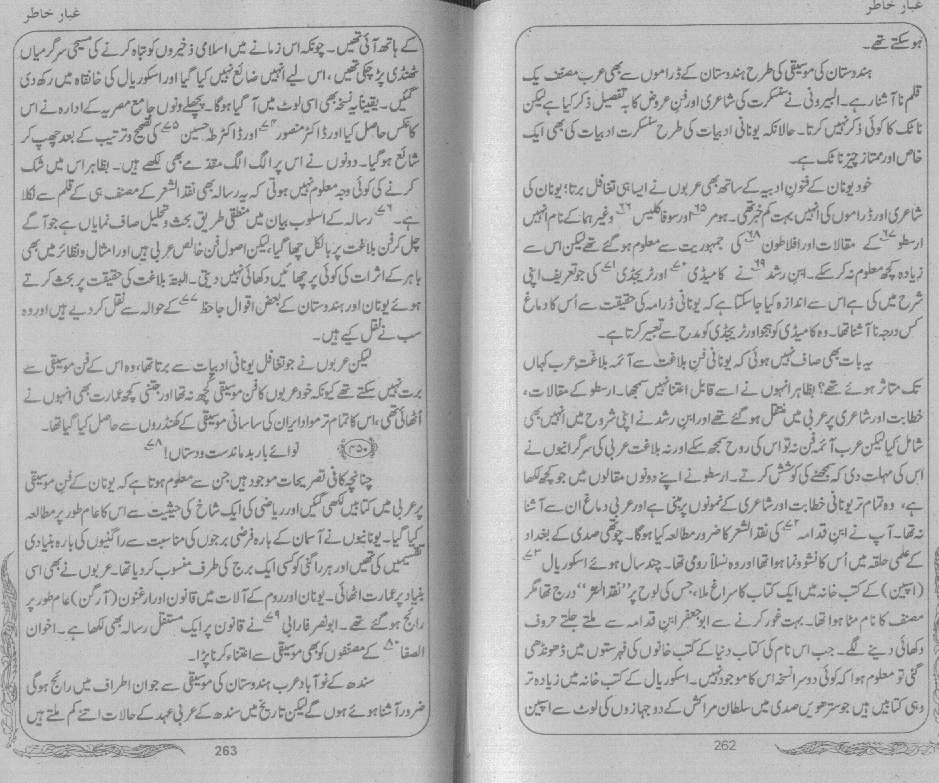 غبار خاطر
ہو سکتے تھے۔
ہندوستان کی موسیقی کی طرح ہندوستان کے ڈراموں سے بھی عرب مصنف یک
قلم ناآشنا رہے۔ البیرونی نے سنسکرت کی شاعری اور فن عروض کا بہ تفصیل ذکر کیا ہے لیکن
ناٹک کا کوئی ذکر نہیں کرتا۔ حالانکہ یونانی ادبیات کی طرح سنسکرت ادبیات کی بھی ایک
خاص اور ممتاز چیز ناٹک ہے۔
خود یونان کے فنونِ ادبیہ کے ساتھ بھی عربوں نے ایسا ہی تغافل برتا! یونان کی
شاعری اور ڈراموں کی انہیں بہت کم خبر تھی۔ ہومر ۶۵ اور سوفاکلیس ۶۶ وغیرہما کے نام انہیں
ارسطو ۶۷ کے مقالات اور افلاطون ۶۸ کی جمہوریت سے معلوم ہو گئے تھے لیکن اس سے
زیادہ کچھ معلوم نہ کر سکے۔ ابنِ رشد ۶۹ نے کامیڈی ۷۰ اور ٹریجڈی ۷۱ کی جو تعریف اپنی
شرح میں کی ہے اس سے اندازہ کیا جا سکتا ہے کہ یونانی ڈرامہ کی حقیقت سے اُس کا دماغ
کس درجہ ناآشنا تھا۔ وہ کامیڈی کو ہجو اور ٹریجڈی کو مدح سے تعبیر کرتا ہے۔
یہ بات بھی صاف نہیں ہوئی کہ یونانی فنِ بلاغت سے آئمہ بلاغتِ عرب کہاں
تک متاثر ہوئے تھے؟ بظاہر انہوں نے اسے قابل اعتنا نہیں سمجھا۔ ارسطو کے مقالات،
خطابت اور شاعری پر عربی میں منتقل ہو گئے تھے اور ابنِ رشد نے اپنی شروح میں انہیں بھی
شامل کیا لیکن عرب آئمہ فن نہ تو اس کی روح سمجھ سکے اور نہ بلاغت عربی کی سرگرانیوں نے
اس کی مہلت دی کہ سمجھنے کی کوشش کرتے۔ ارسطو نے اپنے دونوں مقالوں میں جو کچھ لکھا
ہے، وہ تمام تر یونانی خطابت اور شاعری کے نمونوں پر مبنی ہے اور عربی دماغ ان سے آشنا
نہ تھا۔ آپ نے ابنِ قدامہ ۷۲ کی نقد الشعر کا ضرور مطالعہ کیا ہوگا۔ چوتھی صدی کے بغداد
کے علمی حلقہ میں اُس کا نشو و نما ہوا تھا اور وہ نسلاً رومی تھا۔ چند سال ہوئے اسکوریال ۷۳
(اسپین) کے کتب خانہ میں ایک کتاب کا سراغ ملا، جس کی لوح پر ”نقد النثر“ درج تھا مگر
مصنف کا نام مٹا ہوا تھا۔ بہت غور کرنے سے ابو جعفر ابنِ قدامہ سے ملتے جلتے حروف
دکھائی دینے لگے۔ جب اس نام کی کتاب دنیا کے کتب خانوں کی فہرستوں میں ڈھونڈھی
گئی تو معلوم ہوا کہ کوئی دوسرا نسخہ اس کا موجود نہیں۔ اسکوریال کے کتب خانہ میں زیادہ تر
وہی کتابیں ہیں جو سترھویں صدی میں سلطان مراکش کے دو جہازوں کی لوٹ سے اسپین
262
غبار خاطر
کے ہاتھ آئی تھیں۔ چونکہ اس زمانے میں اسلامی ذخیروں کو تباہ کرنے کی مسیحی سرگرمیاں
ٹھنڈی پڑ چکی تھیں، اس لیے انہیں ضائع نہیں کیا گیا اور اسکوریال کی خانقاہ میں رکھ دی
گئیں۔ یقیناً یہ نسخہ بھی اسی لوٹ میں آ گیا ہوگا۔ پچھلے دنوں جامع مصریہ کے ادارہ نے اس
کا عکس حاصل کیا اور ڈاکٹر منصور ۷۴ اور ڈاکٹر طہٰ حسین ۷۵ کی تصحیح و ترتیب کے بعد چھپ کر
شائع ہو گیا۔ دونوں نے اس پر الگ الگ مقدمے بھی لکھے ہیں۔ بظاہر اس میں شک
کرنے کی کوئی وجہ معلوم نہیں ہوتی کہ یہ رسالہ بھی نقد الشعر کے مصنف ہی کے قلم سے نکلا
ہے۔ ۷۶ رسالہ کے اسلوب بیان میں منطقی طریق بحث و تحلیل صاف نمایاں ہے جو آگے
چل کر فن بلاغت پر بالکل چھا گیا، لیکن اصول فن خالص عربی ہیں اور امثال و نظائر میں بھی
باہر کے اثرات کی کوئی پرچھائیں دکھائی نہیں دیتی۔ البتہ بلاغت کی حقیقت پر بحث کرتے
ہوئے یونان اور ہندوستان کے بعض اقوال جاحظ ۷۷ کے حوالہ سے نقل کر دیے ہیں اور وہ
سب نے نقل کیے ہیں۔
لیکن عربوں نے جو تغافل یونانی ادبیات سے برتا تھا، وہ اس کے فن موسیقی سے
برت نہیں سکتے تھے کیونکہ خود عربوں کا فن موسیقی کچھ نہ تھا اور جتنی کچھ عمارت بھی انہوں نے
اُٹھائی تھی، اس کا تمام تر مواد ایران کی ساسانی موسیقی کے کھنڈروں سے حاصل کیا گیا تھا۔
(۳۵۰) نوائے باربد ماندست و دستاں! ۷۸
چنانچہ کافی تصریحات موجود ہیں جن سے معلوم ہوتا ہے کہ یونان کے فنِ موسیقی
پر عربی میں کتابیں لکھی گئیں اور ریاضی کی ایک شاخ کی حیثیت سے اس کا عام طور پر مطالعہ
کیا گیا۔ یونانیوں نے آسمان کے بارہ فرضی برجوں کی مناسبت سے راگنیوں کی بارہ بنیادی
تقسیمیں کی تھیں اور ہر راگنی کو کسی ایک برج کی طرف منسوب کر دیا تھا۔ عربوں نے بھی اسی
بنیاد پر عمارت اٹھائی۔ یونان اور روم کے آلات میں قانون اور ارغنون (آرگن) عام طور پر
رائج ہو گئے تھے۔ ابونصر فارابی ۷۹ نے قانون پر ایک مستقل رسالہ بھی لکھا ہے۔ اخوان
الصفا ۸۰ کے مصنفوں کو بھی موسیقی سے اعتناء کرنا پڑا۔
سندھ کے نو آباد عرب ہندوستان کی موسیقی سے جو ان اطراف میں رائج ہوگی
ضرور آشنا ہوئے ہوں گے لیکن تاریخ میں سندھ کے عربی عہد کے حالات اتنے کم ملتے ہیں
263